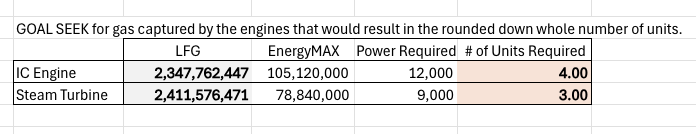 GOAL SEEK for gas captured by the engines that would result in the rounded down whole number of units.
LFG EnergyMAX Power Required # of Units Required
IC Engine 2,347,762,447 105,120,000 12,000 4.00
Steam Turbine 2,411,576,471 78,840,000 9,000 3.00